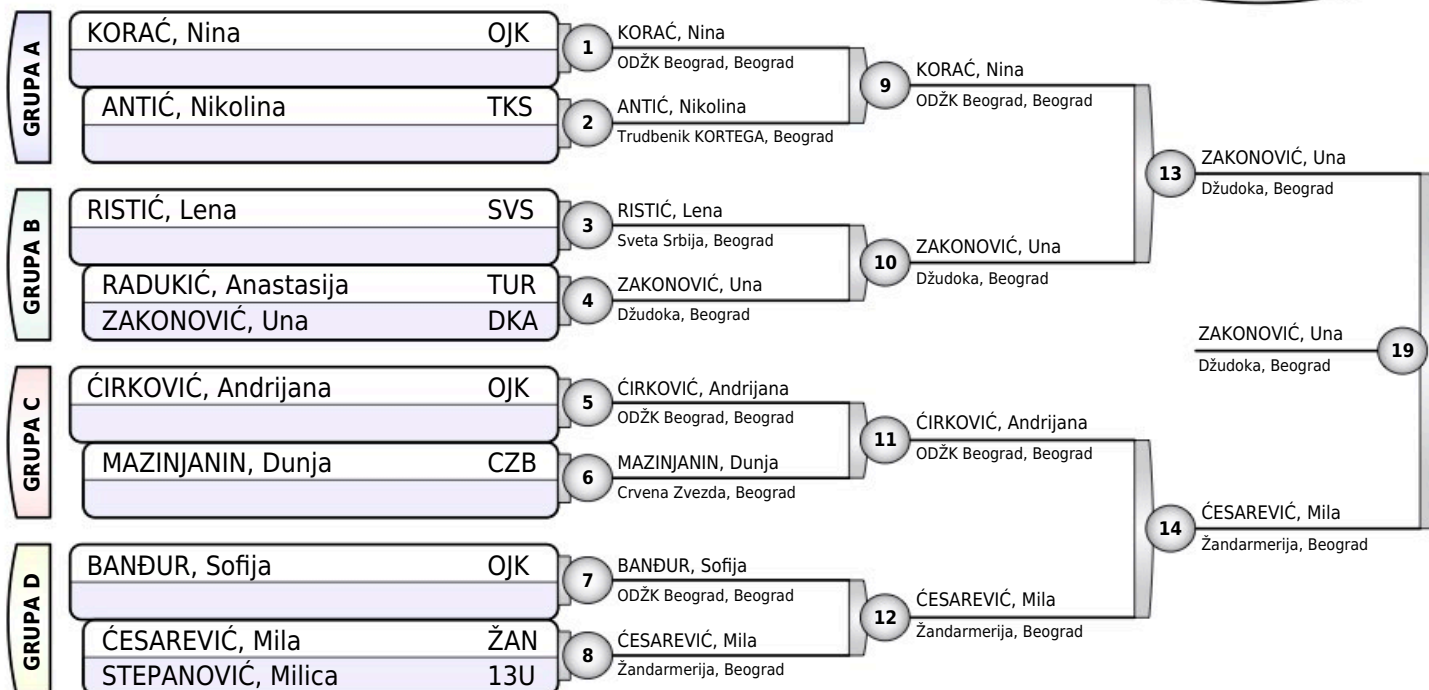 GRUPA A
KORAĆ, Nina OJK
ANTIĆ, Nikolina TKS
GRUPA B
RISTIĆ, Lena SVS
RADUKIĆ, Anastasija TUR
ZAKONOVIĆ, Una DKA
GRUPA C
ĆIRKOVIĆ, Andrijana OJK
MAZINJANIN, Dunja CZB
GRUPA D
BANĐUR, Sofija OJK
ĆESAREVIĆ, Mila ŽAN
STEPANOVIĆ, Milica 13U
1
KORAĆ, Nina
ODŽK Beograd, Beograd
2
ANTIĆ, Nikolina
Trudbenik KORTEGA, Beograd
3
RISTIĆ, Lena
Sveta Srbija, Beograd
4
ZAKONOVIĆ, Una
Džudoka, Beograd
5
ĆIRKOVIĆ, Andrijana
ODŽK Beograd, Beograd
6
MAZINJANIN, Dunja
Crvena Zvezda, Beograd
7
BANĐUR, Sofija
ODŽK Beograd, Beograd
8
ĆESAREVIĆ, Mila
Žandarmerija, Beograd
9
KORAĆ, Nina
ODŽK Beograd, Beograd
10
ZAKONOVIĆ, Una
Džudoka, Beograd
11
ĆIRKOVIĆ, Andrijana
ODŽK Beograd, Beograd
12
ĆESAREVIĆ, Mila
Žandarmerija, Beograd
13
ZAKONOVIĆ, Una
Džudoka, Beograd
14
ĆESAREVIĆ, Mila
Žandarmerija, Beograd
ZAKONOVIĆ, Una
Džudoka, Beograd
19